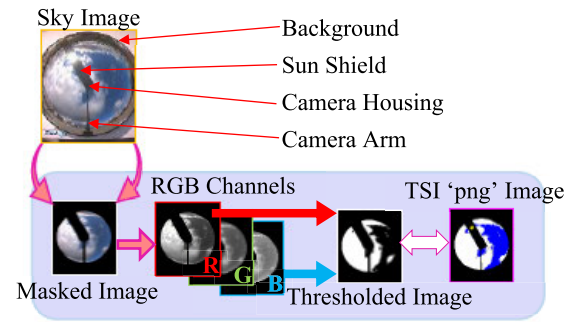 Sky Image
Background
Sun Shield
Camera Housing
Camera Arm
RGB Channels
TSI ‘png’ Image
R
G
B
Masked Image
Thresholded Image